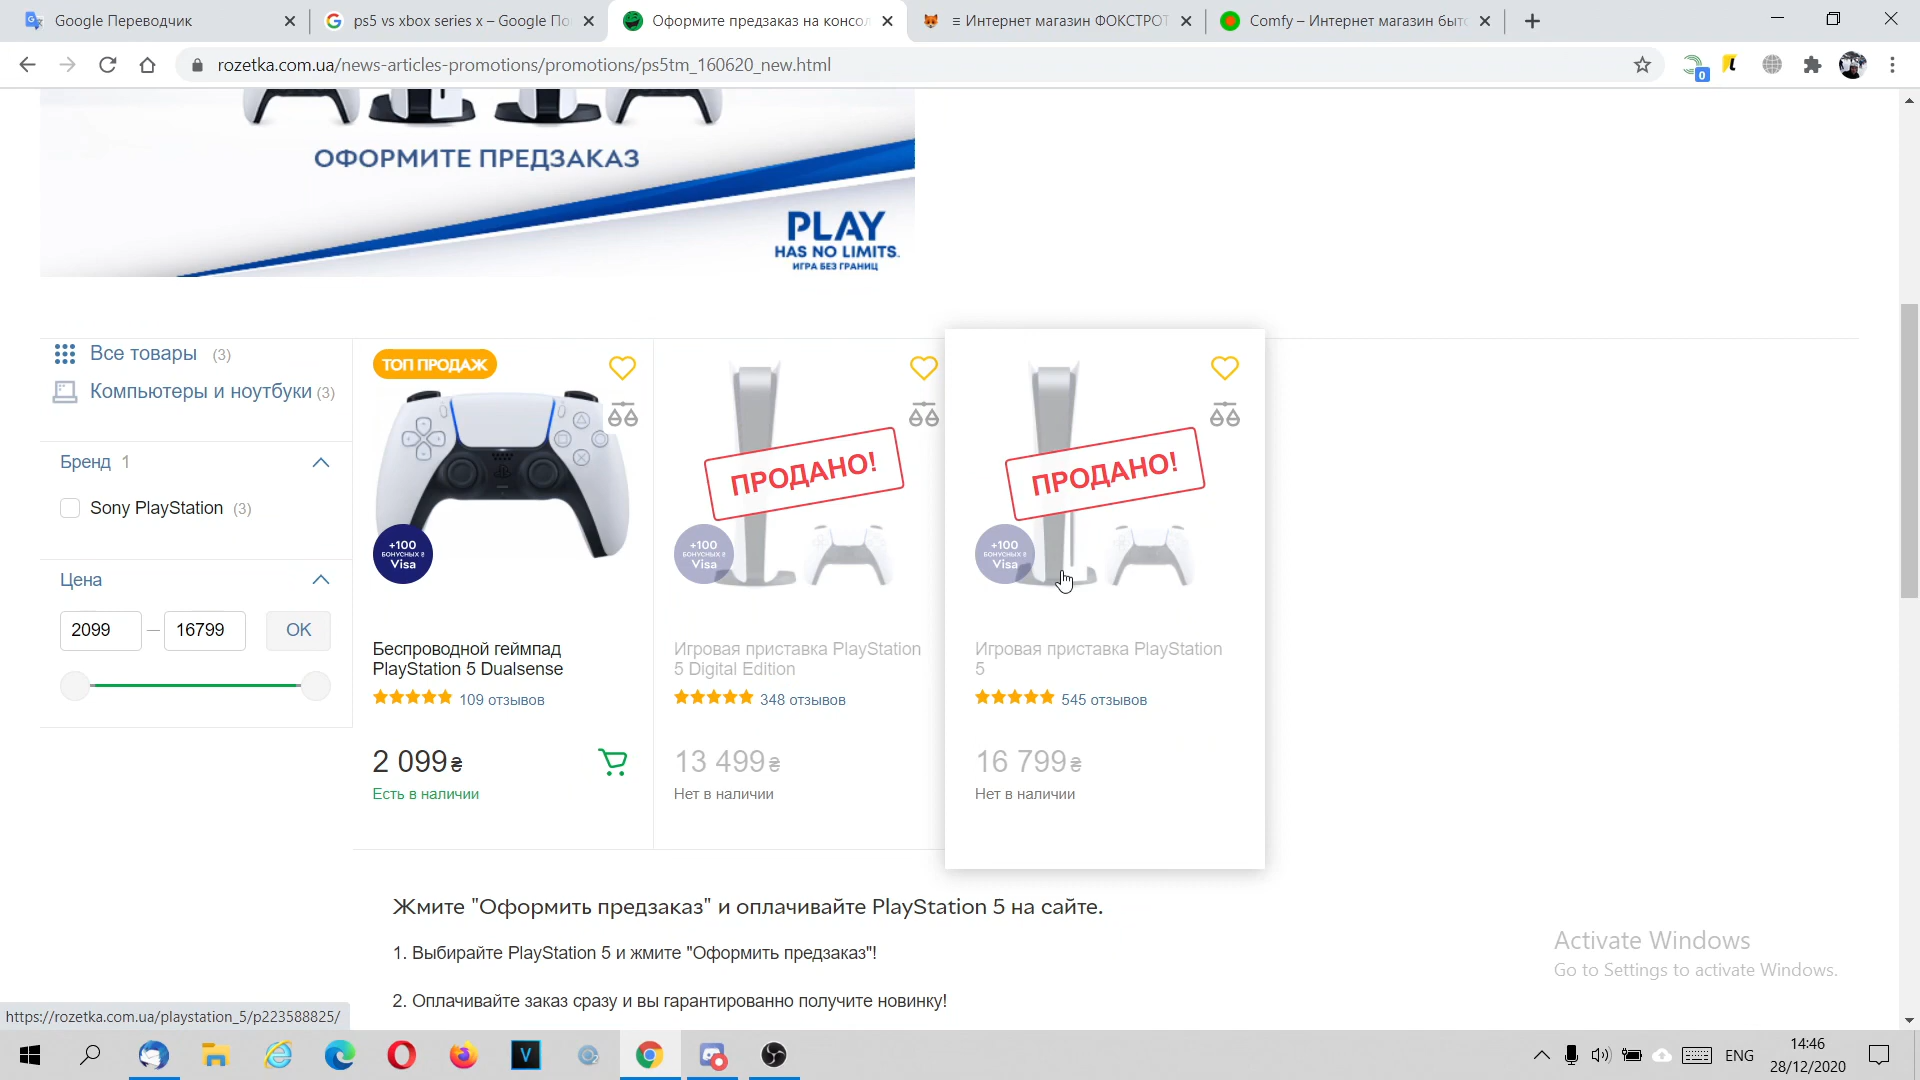 Google Переводчик
ps5 vs xbox series x – Google По
Оформите предзаказ на консол
≡ Интернет магазин ФОКСТРОТ
Comfy – Интернет магазин быт
rozetka.com.ua/news-articles-promotions/promotions/ps5tm_160620_new.html
0
ОФОРМИТЕ ПРЕДЗАКАЗ
PLAY
HAS NO LIMITS.
ИГРА БЕЗ ГРАНИЦ
Все товары (3)
Компьютеры и ноутбуки (3)
Бренд 1
Sony PlayStation (3)
Цена
2099 — 16799 OK
ТОП ПРОДАЖ
+100
БОНУСНЫХ ₴
Visa
Беспроводной геймпад
PlayStation 5 Dualsense
109 отзывов
2 099₴
Есть в наличии
ПРОДАНО!
+100
БОНУСНЫХ ₴
Visa
Игровая приставка PlayStation
5 Digital Edition
348 отзывов
13 499₴
Нет в наличии
ПРОДАНО!
+100
БОНУСНЫХ ₴
Visa
Игровая приставка PlayStation
5
545 отзывов
16 799₴
Нет в наличии
Жмите "Оформить предзаказ" и оплачивайте PlayStation 5 на сайте.
1. Выбирайте PlayStation 5 и жмите "Оформить предзаказ"!
2. Оплачивайте заказ сразу и вы гарантированно получите новинку!
Activate Windows
Go to Settings to activate Windows.
https://rozetka.com.ua/playstation_5/p223588825/
ENG
14:46
28/12/2020